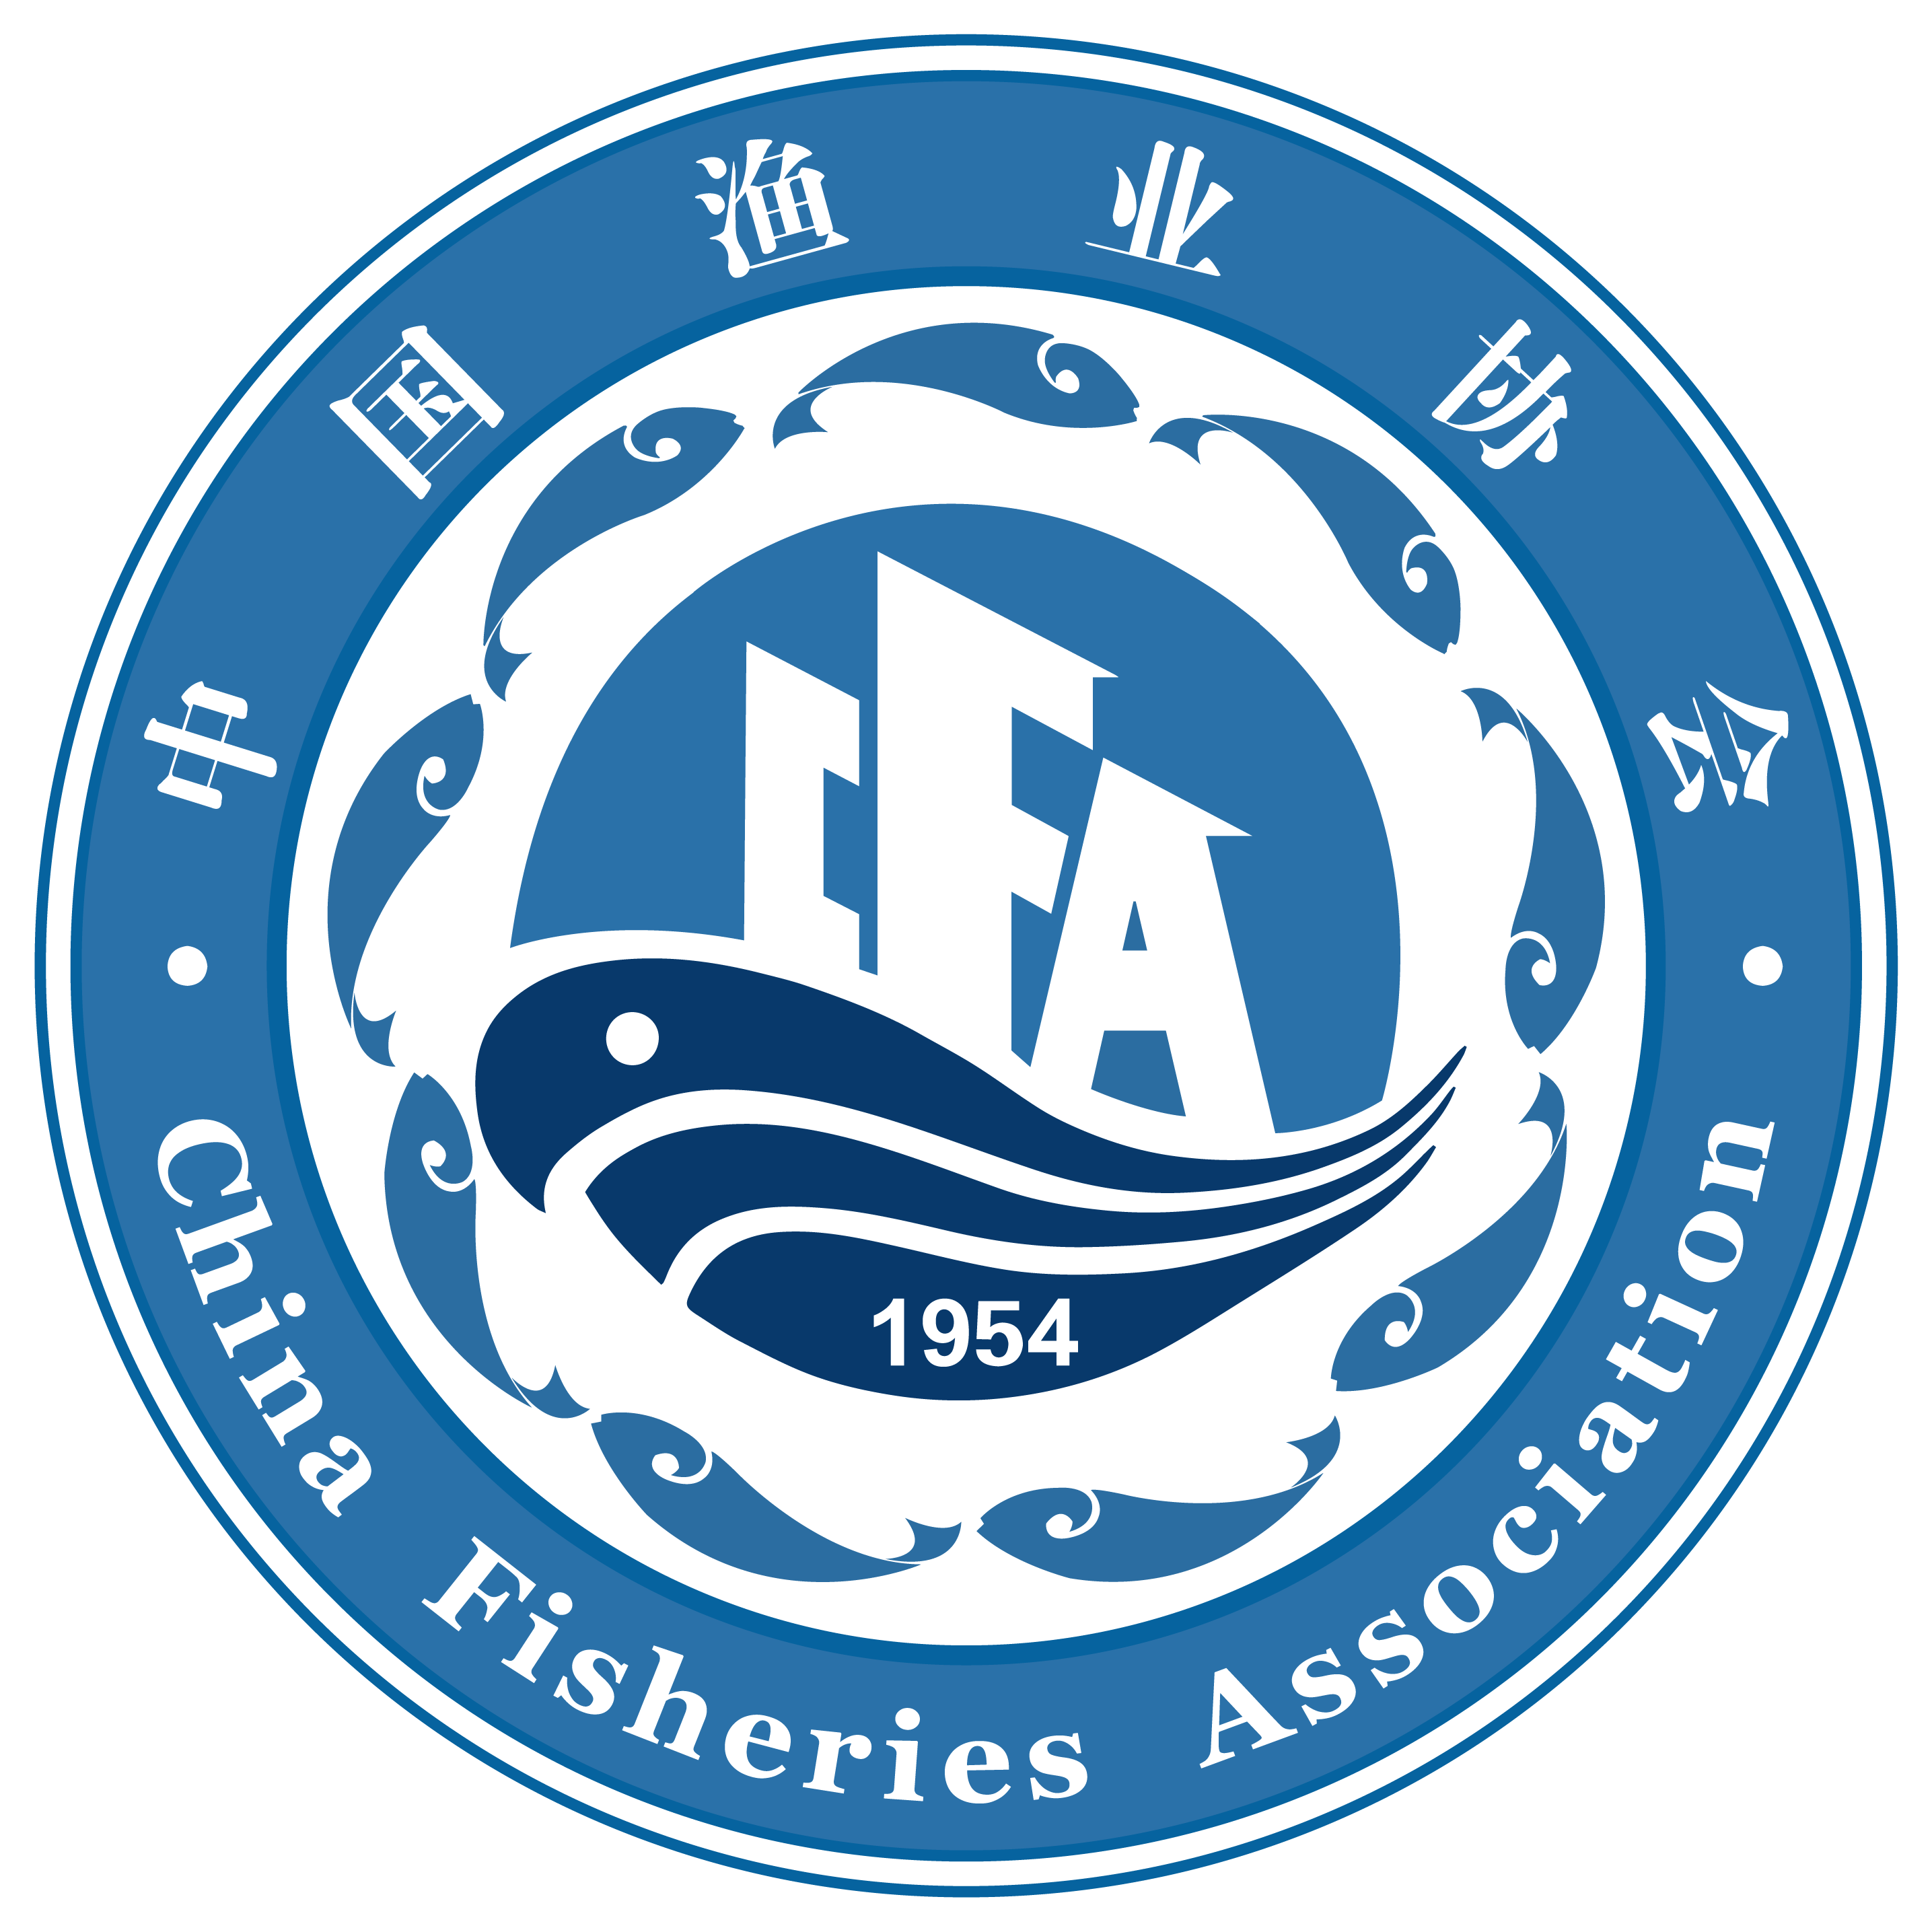 中国渔业协会
CFA
1954
China Fisheries Association